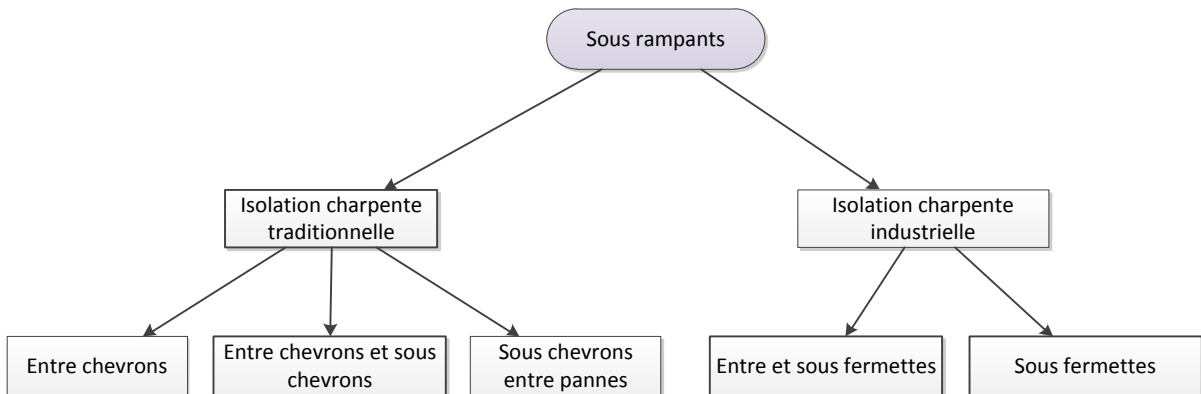 Sous rampants
Isolation charpente
traditionnelle
Isolation charpente
industrielle
Entre chevrons
Entre chevrons et sous
chevrons
Sous chevrons
entre pannes
Entre et sous fermettes
Sous fermettes